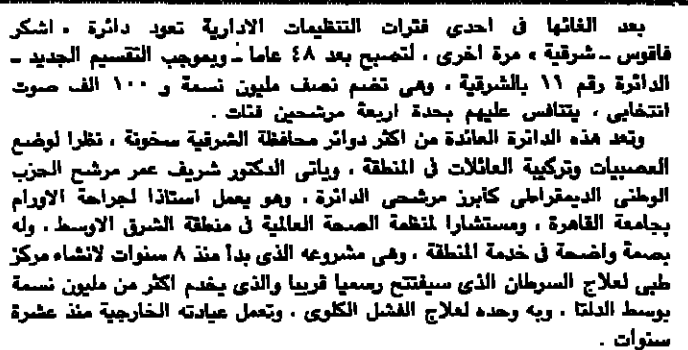 بعد الغائها فى احدى فترات التنظيمات الادارية تعود دائرة « اشكر
فاقوس ــ شرقية » مرة اخرى ، لتصبح بعد ٤٨ عاما ــ وبموجب التقسيم الجديد ــ
الدائرة رقم ١١ بالشرقية ، وهى تضم نصف مليون نسمة و ١٠٠ الف صوت
انتخابى ، يتنافس عليهم بحدة اربعة مرشحين فئات .
وتعد هذه الدائرة العائدة من اكثر دوائر محافظة الشرقية سخونة ، نظرا لوضع
العصبيات وتركيبة العائلات فى المنطقة ، وياتى الدكتور شريف عمر مرشح الحزب
الوطنى الديمقراطى كابرز مرشحى الدائرة ، وهو يعمل استاذا لجراحة الاورام
بجامعة القاهرة ، ومستشارا لمنظمة الصحة العالمية فى منطقة الشرق الاوسط ، وله
بصمة واضحة فى خدمة المنطقة ، وهى مشروعه الذى بدأ منذ ٨ سنوات لانشاء مركز
طبى لعلاج السرطان الذى سيفتتح رسميا قريبا والذى يخدم اكثر من مليون نسمة
بوسط الدلتا ، وبه وحده لعلاج الفشل الكلوى ، وتعمل عيادته الخارجية منذ عشرة
سنوات .